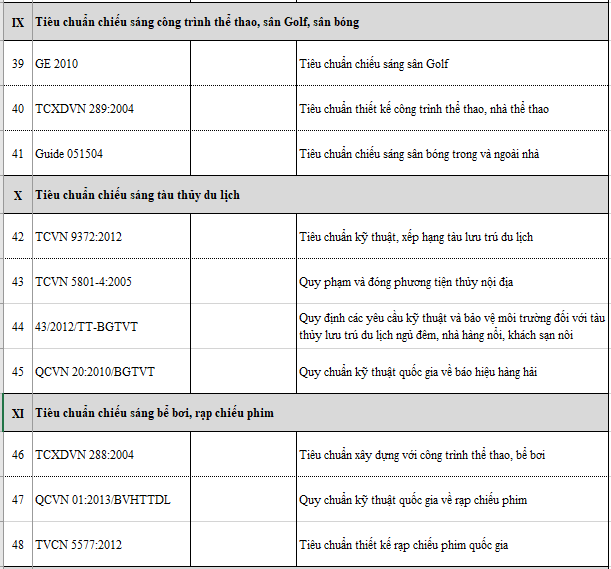 IX Tiêu chuẩn chiếu sáng công trình thể thao, sân Golf, sân bóng
39 GE 2010 Tiêu chuẩn chiếu sáng sân Golf
40 TCXDVN 289:2004 Tiêu chuẩn thiết kế công trình thể thao, nhà thể thao
41 Guide 051504 Tiêu chuẩn chiếu sáng sân bóng trong và ngoài nhà
X Tiêu chuẩn chiếu sáng tàu thủy du lịch
42 TCVN 9372:2012 Tiêu chuẩn kỹ thuật, xếp hạng tàu lưu trú du lịch
43 TCVN 5801-4:2005 Quy phạm và đóng phương tiện thủy nội địa
44 43/2012/TT-BGTVT Quy định các yêu cầu kỹ thuật và bảo vệ môi trường đối với tàu
thủy lưu trú du lịch ngủ đêm, nhà hàng nổi, khách sạn nổi
45 QCVN 20:2010/BGTVT Quy chuẩn kỹ thuật quốc gia về báo hiệu hàng hải
XI Tiêu chuẩn chiếu sáng bể bơi, rạp chiếu phim
46 TCXDVN 288:2004 Tiêu chuẩn xây dựng với công trình thể thao, bể bơi
47 QCVN 01:2013/BVHTTDL Quy chuẩn kỹ thuật quốc gia về rạp chiếu phim
48 TVCN 5577:2012 Tiêu chuẩn thiết kế rạp chiếu phim quốc gia